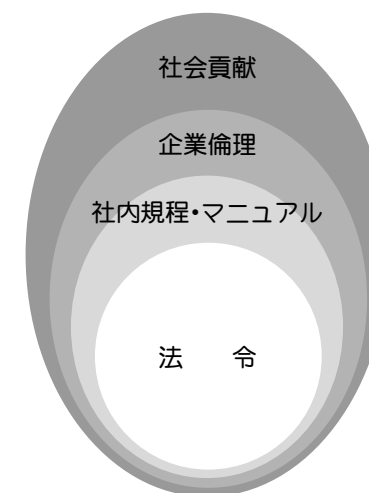 社会貢献
企業倫理
社内規程・マニュアル
法　令